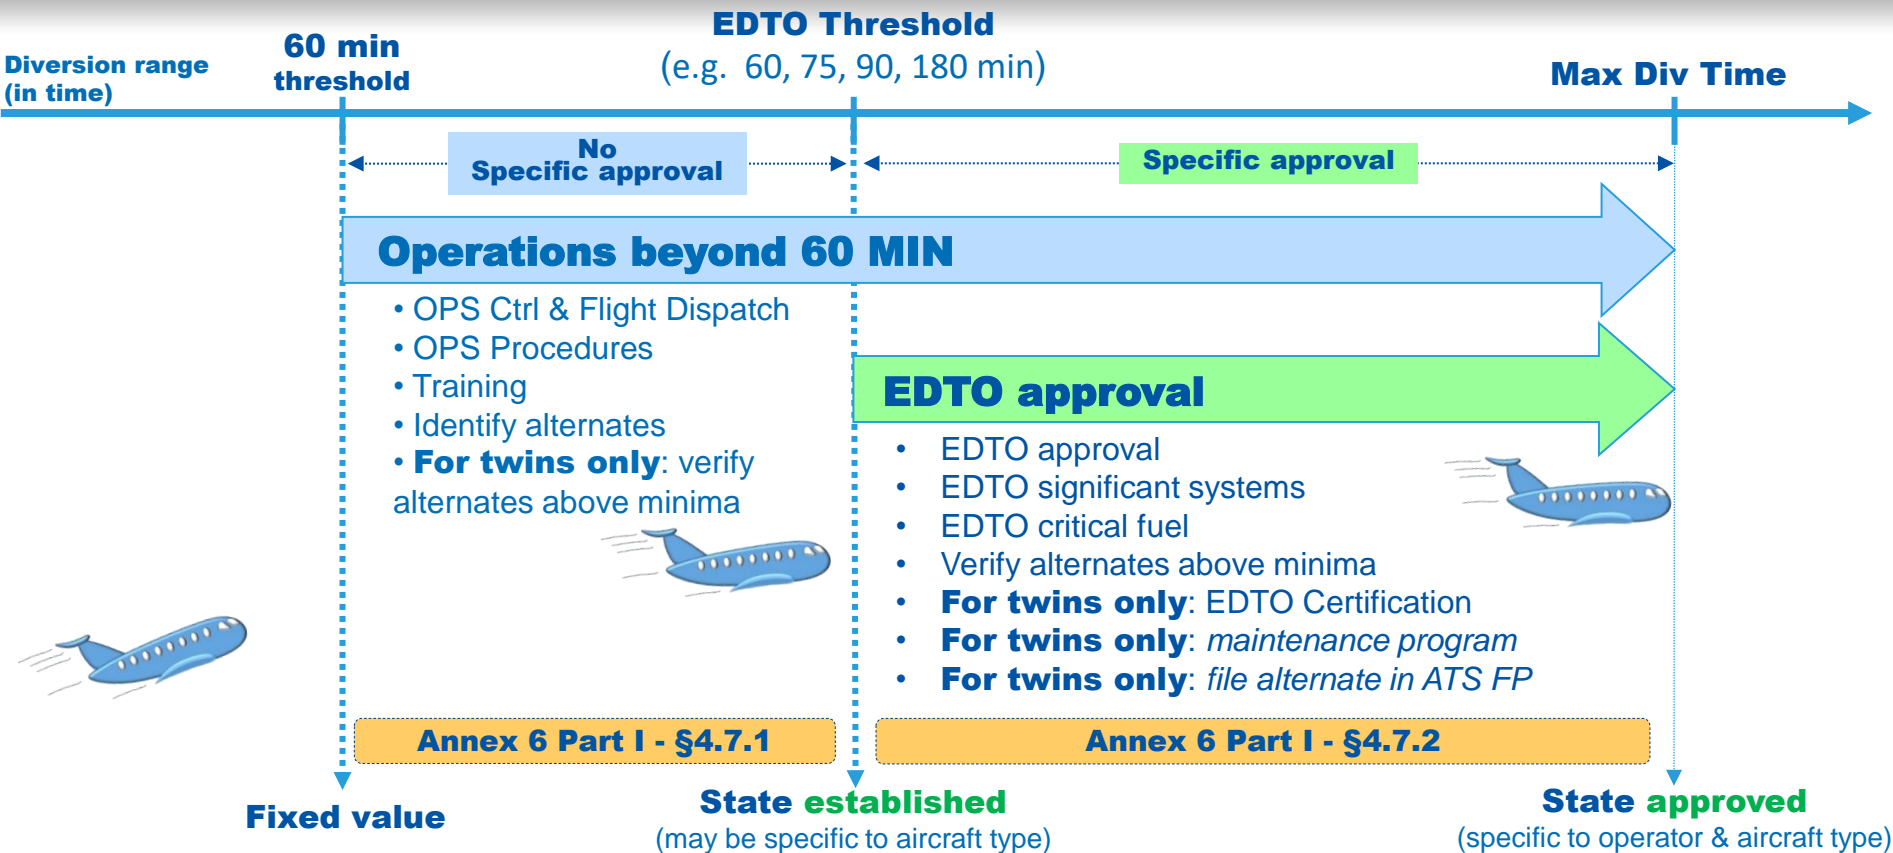 EDTO Threshold
(e.g. 60, 75, 90, 180 min)
60 min
threshold
Diversion range
(in time)
Max Div Time
No
Specific approval
Specific approval
Operations beyond 60 MIN
• OPS Ctrl & Flight Dispatch
• OPS Procedures
• Training
• Identify alternates
• For twins only: verify
alternates above minima
EDTO approval
• EDTO approval
• EDTO significant systems
• EDTO critical fuel
• Verify alternates above minima
• For twins only: EDTO Certification
• For twins only: maintenance program
• For twins only: file alternate in ATS FP
Annex 6 Part I - §4.7.1
Annex 6 Part I - §4.7.2
Fixed value
State established
(may be specific to aircraft type)
State approved
(specific to operator & aircraft type)